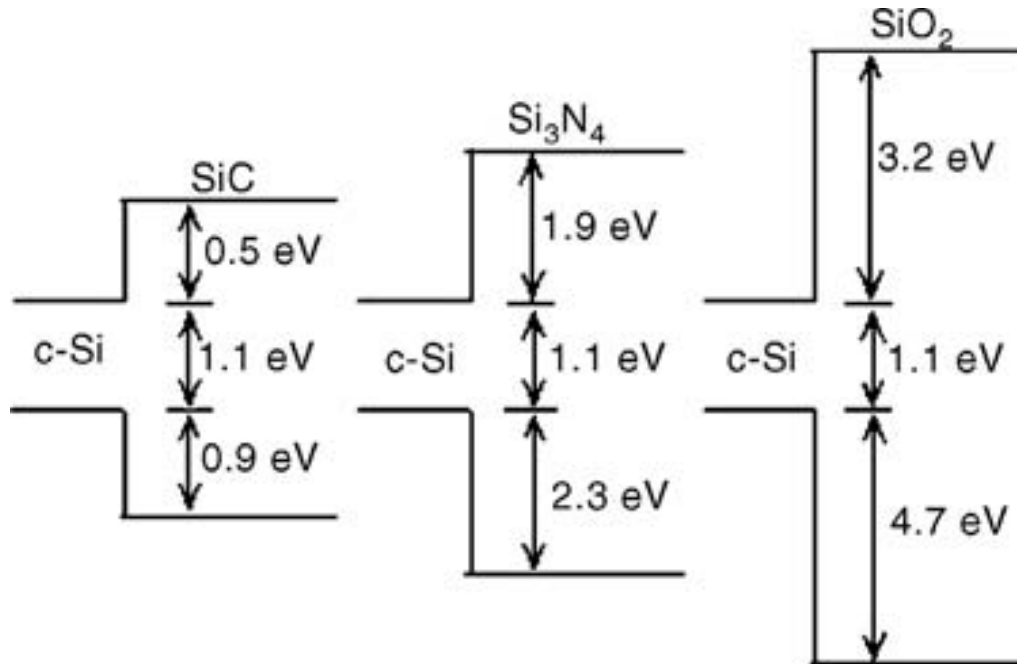 SiO₂
Si₃N₄
3.2 eV
SiC
1.9 eV
0.5 eV
c-Si
1.1 eV
c-Si
1.1 eV
c-Si
1.1 eV
0.9 eV
2.3 eV
4.7 eV